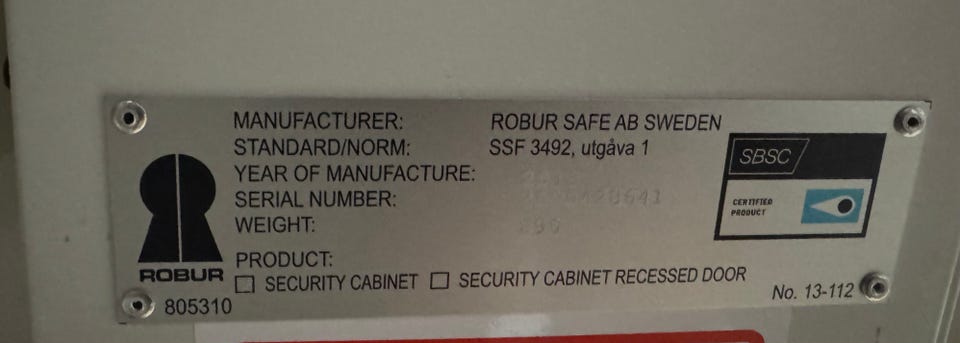 MANUFACTURER: ROBUR SAFE AB SWEDEN
STANDARD/NORM: SSF 3492, utgåva 1
YEAR OF MANUFACTURE:
SERIAL NUMBER:
WEIGHT:
PRODUCT:
SECURITY CABINET SECURITY CABINET RECESSED DOOR
ROBUR
805310
SBSC
CERTIFIED
PRODUCT
No. 13-112